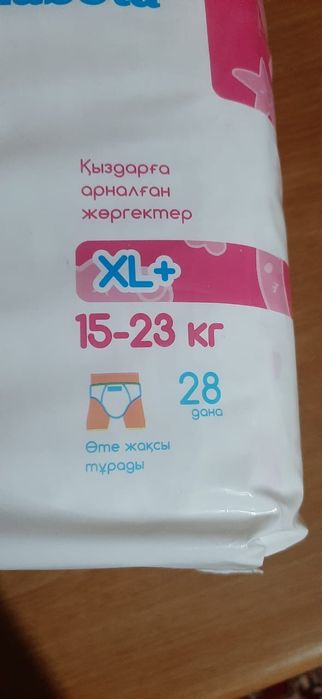 Қыздарға
арналған
жөргектер
XL+
15-23 кг
28
дана
Өте жақсы
тұрады